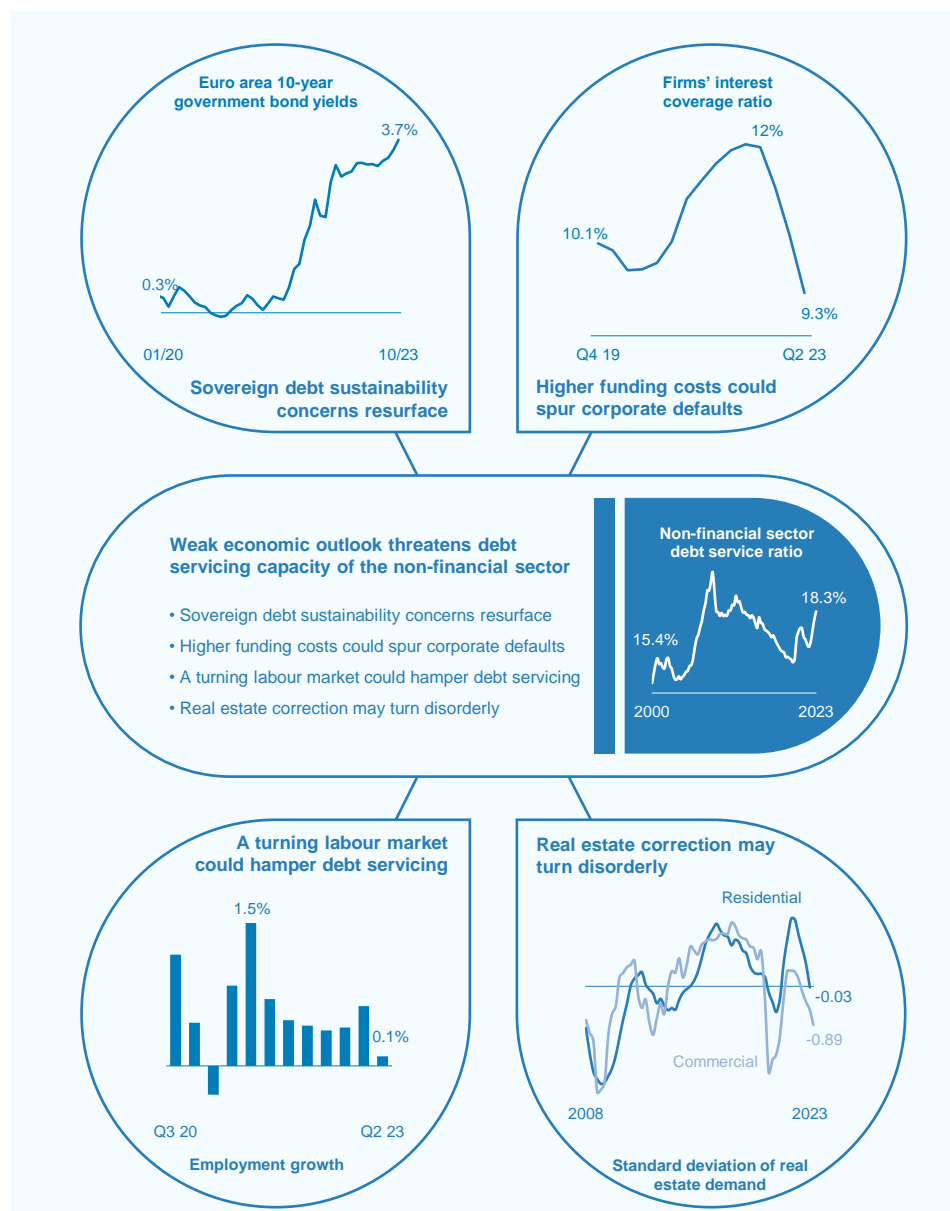 Euro area 10-year
government bond yields
3.7%
0.3%
01/20
10/23
Sovereign debt sustainability
concerns resurface
Firms' interest
coverage ratio
12%
10.1%
9.3%
Q4 19
Q2 23
Higher funding costs could
spur corporate defaults
Weak economic outlook threatens debt
servicing capacity of the non-financial sector
• Sovereign debt sustainability concerns resurface
• Higher funding costs could spur corporate defaults
• A turning labour market could hamper debt servicing
• Real estate correction may turn disorderly
Non-financial sector
debt service ratio
18.3%
15.4%
2000
2023
A turning labour market
could hamper debt servicing
1.5%
0.1%
Q3 20
Q2 23
Employment growth
Real estate correction may
turn disorderly
Residential
-0.03
-0.89
Commercial
2008
2023
Standard deviation of real
estate demand